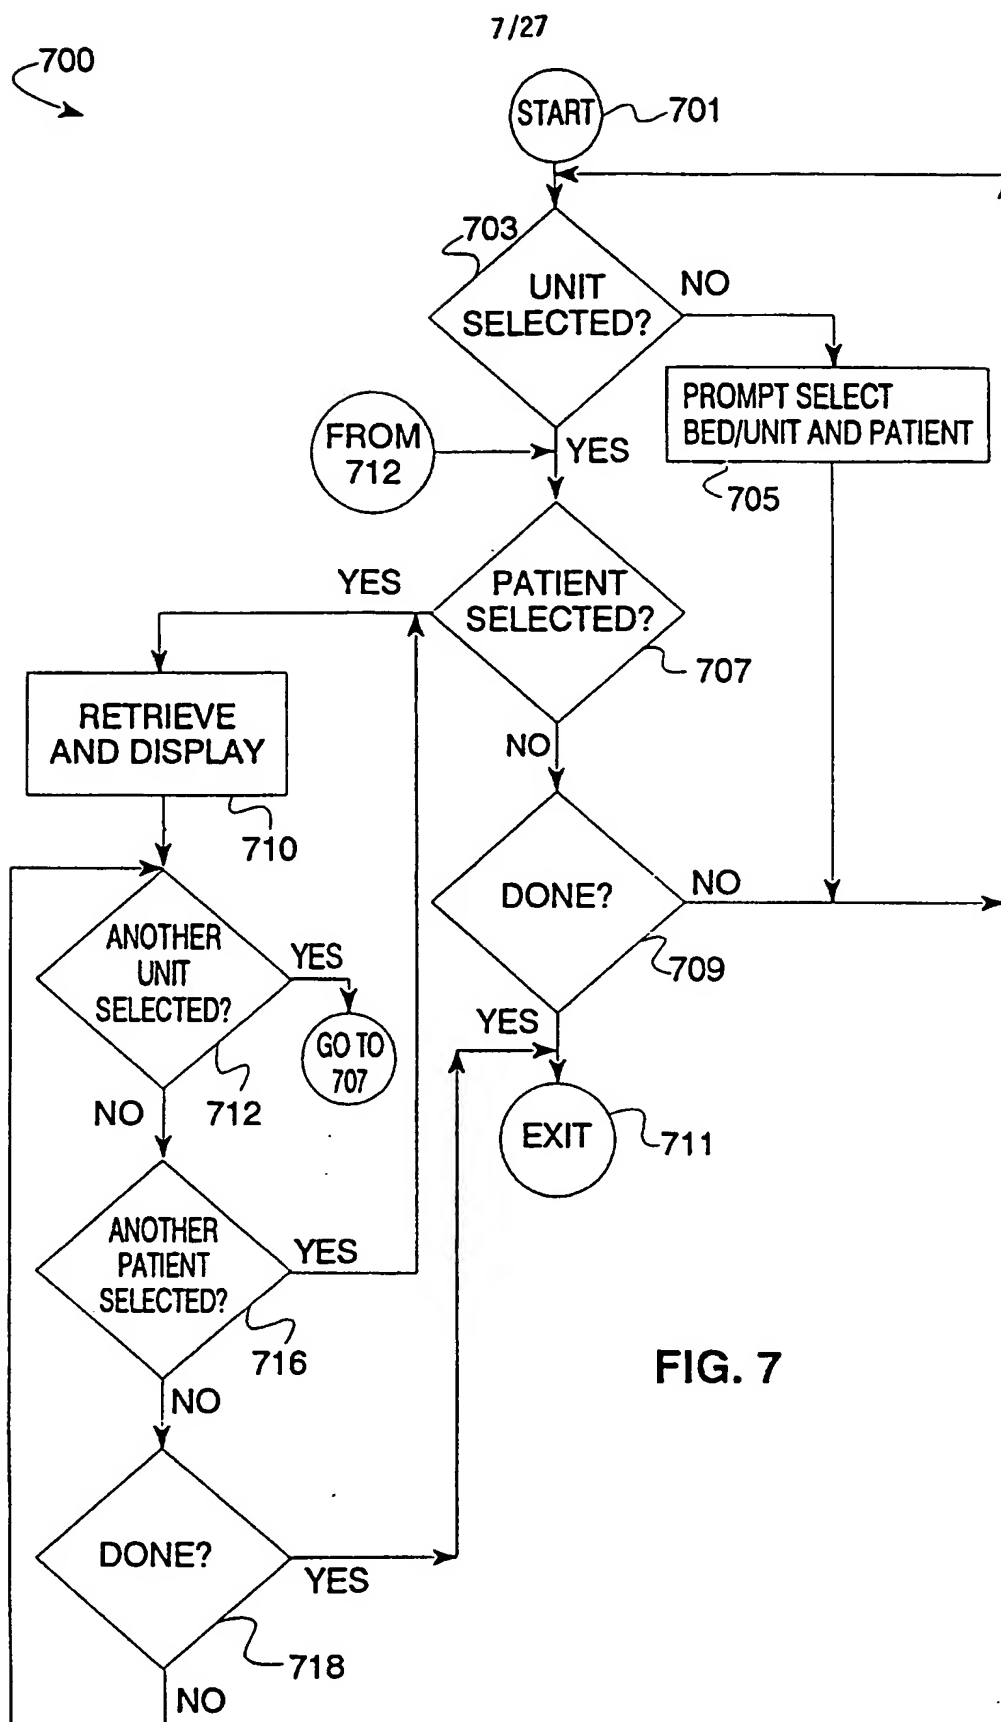 7/27
700
START
701
703
UNIT
SELECTED?
NO
PROMPT SELECT
BED/UNIT AND PATIENT
705
FROM
712
YES
YES
PATIENT
SELECTED?
707
RETRIEVE
AND DISPLAY
710
NO
DONE?
NO
709
ANOTHER
UNIT
SELECTED?
YES
GO TO
707
712
NO
YES
EXIT
711
ANOTHER
PATIENT
SELECTED?
YES
716
NO
FIG. 7
DONE?
YES
718
NO